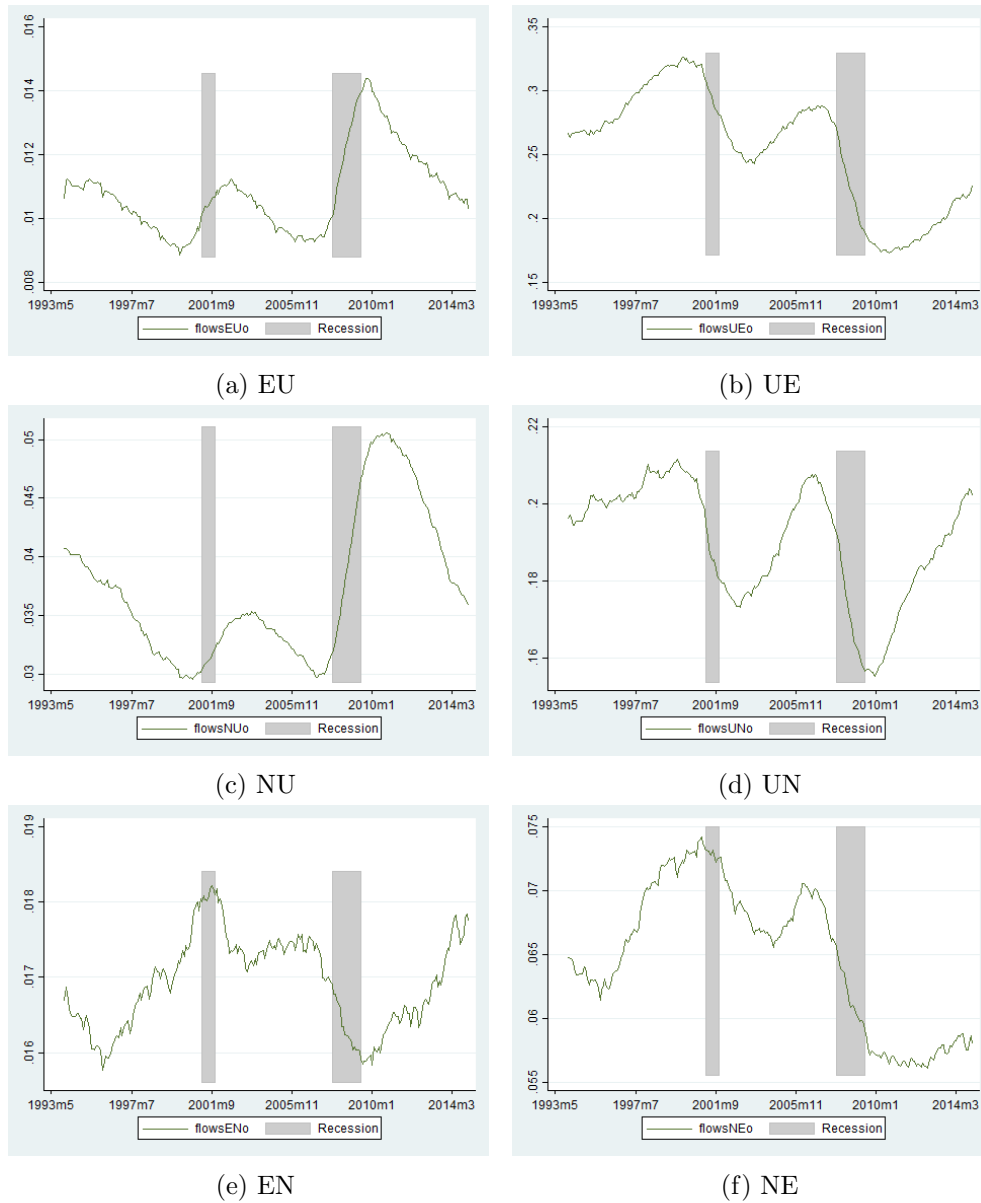 .016
.014
.012
.01
.008
1993m5 1997m7 2001m9 2005m11 2010m1 2014m3
flowsEUo Recession
(a) EU
.35
.3
.25
.2
.15
1993m5 1997m7 2001m9 2005m11 2010m1 2014m3
flowsUEo Recession
(b) UE
.05
.045
.04
.035
.03
1993m5 1997m7 2001m9 2005m11 2010m1 2014m3
flowsNUo Recession
(c) NU
.22
.2
.18
.16
1993m5 1997m7 2001m9 2005m11 2010m1 2014m3
flowsUNo Recession
(d) UN
.019
.018
.017
.016
1993m5 1997m7 2001m9 2005m11 2010m1 2014m3
flowsENo Recession
(e) EN
.075
.07
.065
.06
.055
1993m5 1997m7 2001m9 2005m11 2010m1 2014m3
flowsNEo Recession
(f) NE